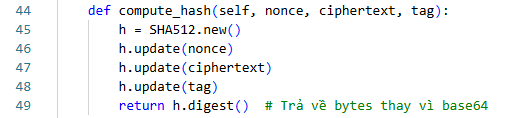 44 def compute_hash(self, nonce, ciphertext, tag):
45 h = SHA512.new()
46 h.update(nonce)
47 h.update(ciphertext)
48 h.update(tag)
49 return h.digest()  # Trả về bytes thay vì base64